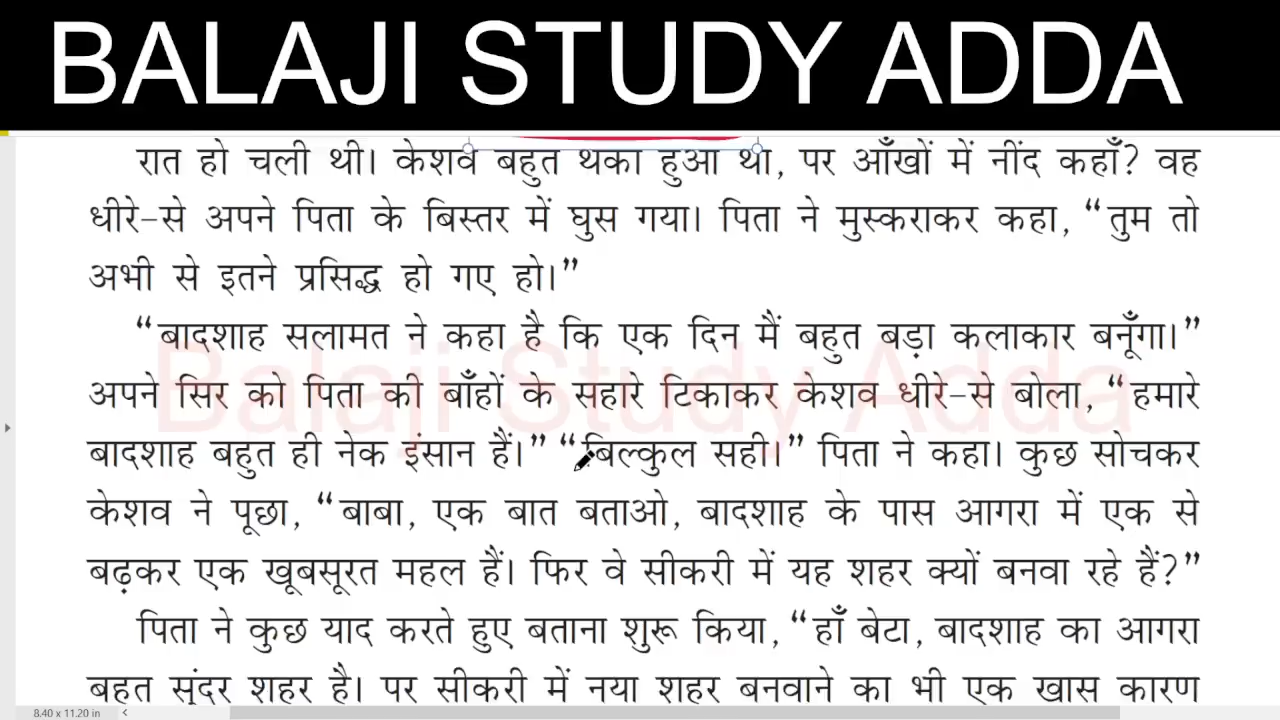 BALAJI STUDY ADDA
रात हो चली थी। केशव बहुत थका हुआ था, पर आँखों में नींद कहाँ? वह
धीरे-से अपने पिता के बिस्तर में घुस गया। पिता ने मुस्कराकर कहा, “तुम तो
अभी से इतने प्रसिद्ध हो गए हो।”
“बादशाह सलामत ने कहा है कि एक दिन मैं बहुत बड़ा कलाकार बनूँगा।”
अपने सिर को पिता की बाँहों के सहारे टिकाकर केशव धीरे-से बोला, “हमारे
बादशाह बहुत ही नेक इंसान हैं।” “बिल्कुल सही।” पिता ने कहा। कुछ सोचकर
केशव ने पूछा, “बाबा, एक बात बताओ, बादशाह के पास आगरा में एक से
बढ़कर एक खूबसूरत महल हैं। फिर वे सीकरी में यह शहर क्यों बनवा रहे हैं?”
पिता ने कुछ याद करते हुए बताना शुरू किया, “हाँ बेटा, बादशाह का आगरा
बहुत सुंदर शहर है। पर सीकरी में नया शहर बनवाने का भी एक खास कारण
Balaji Study Adda
8.40 x 11.20 in